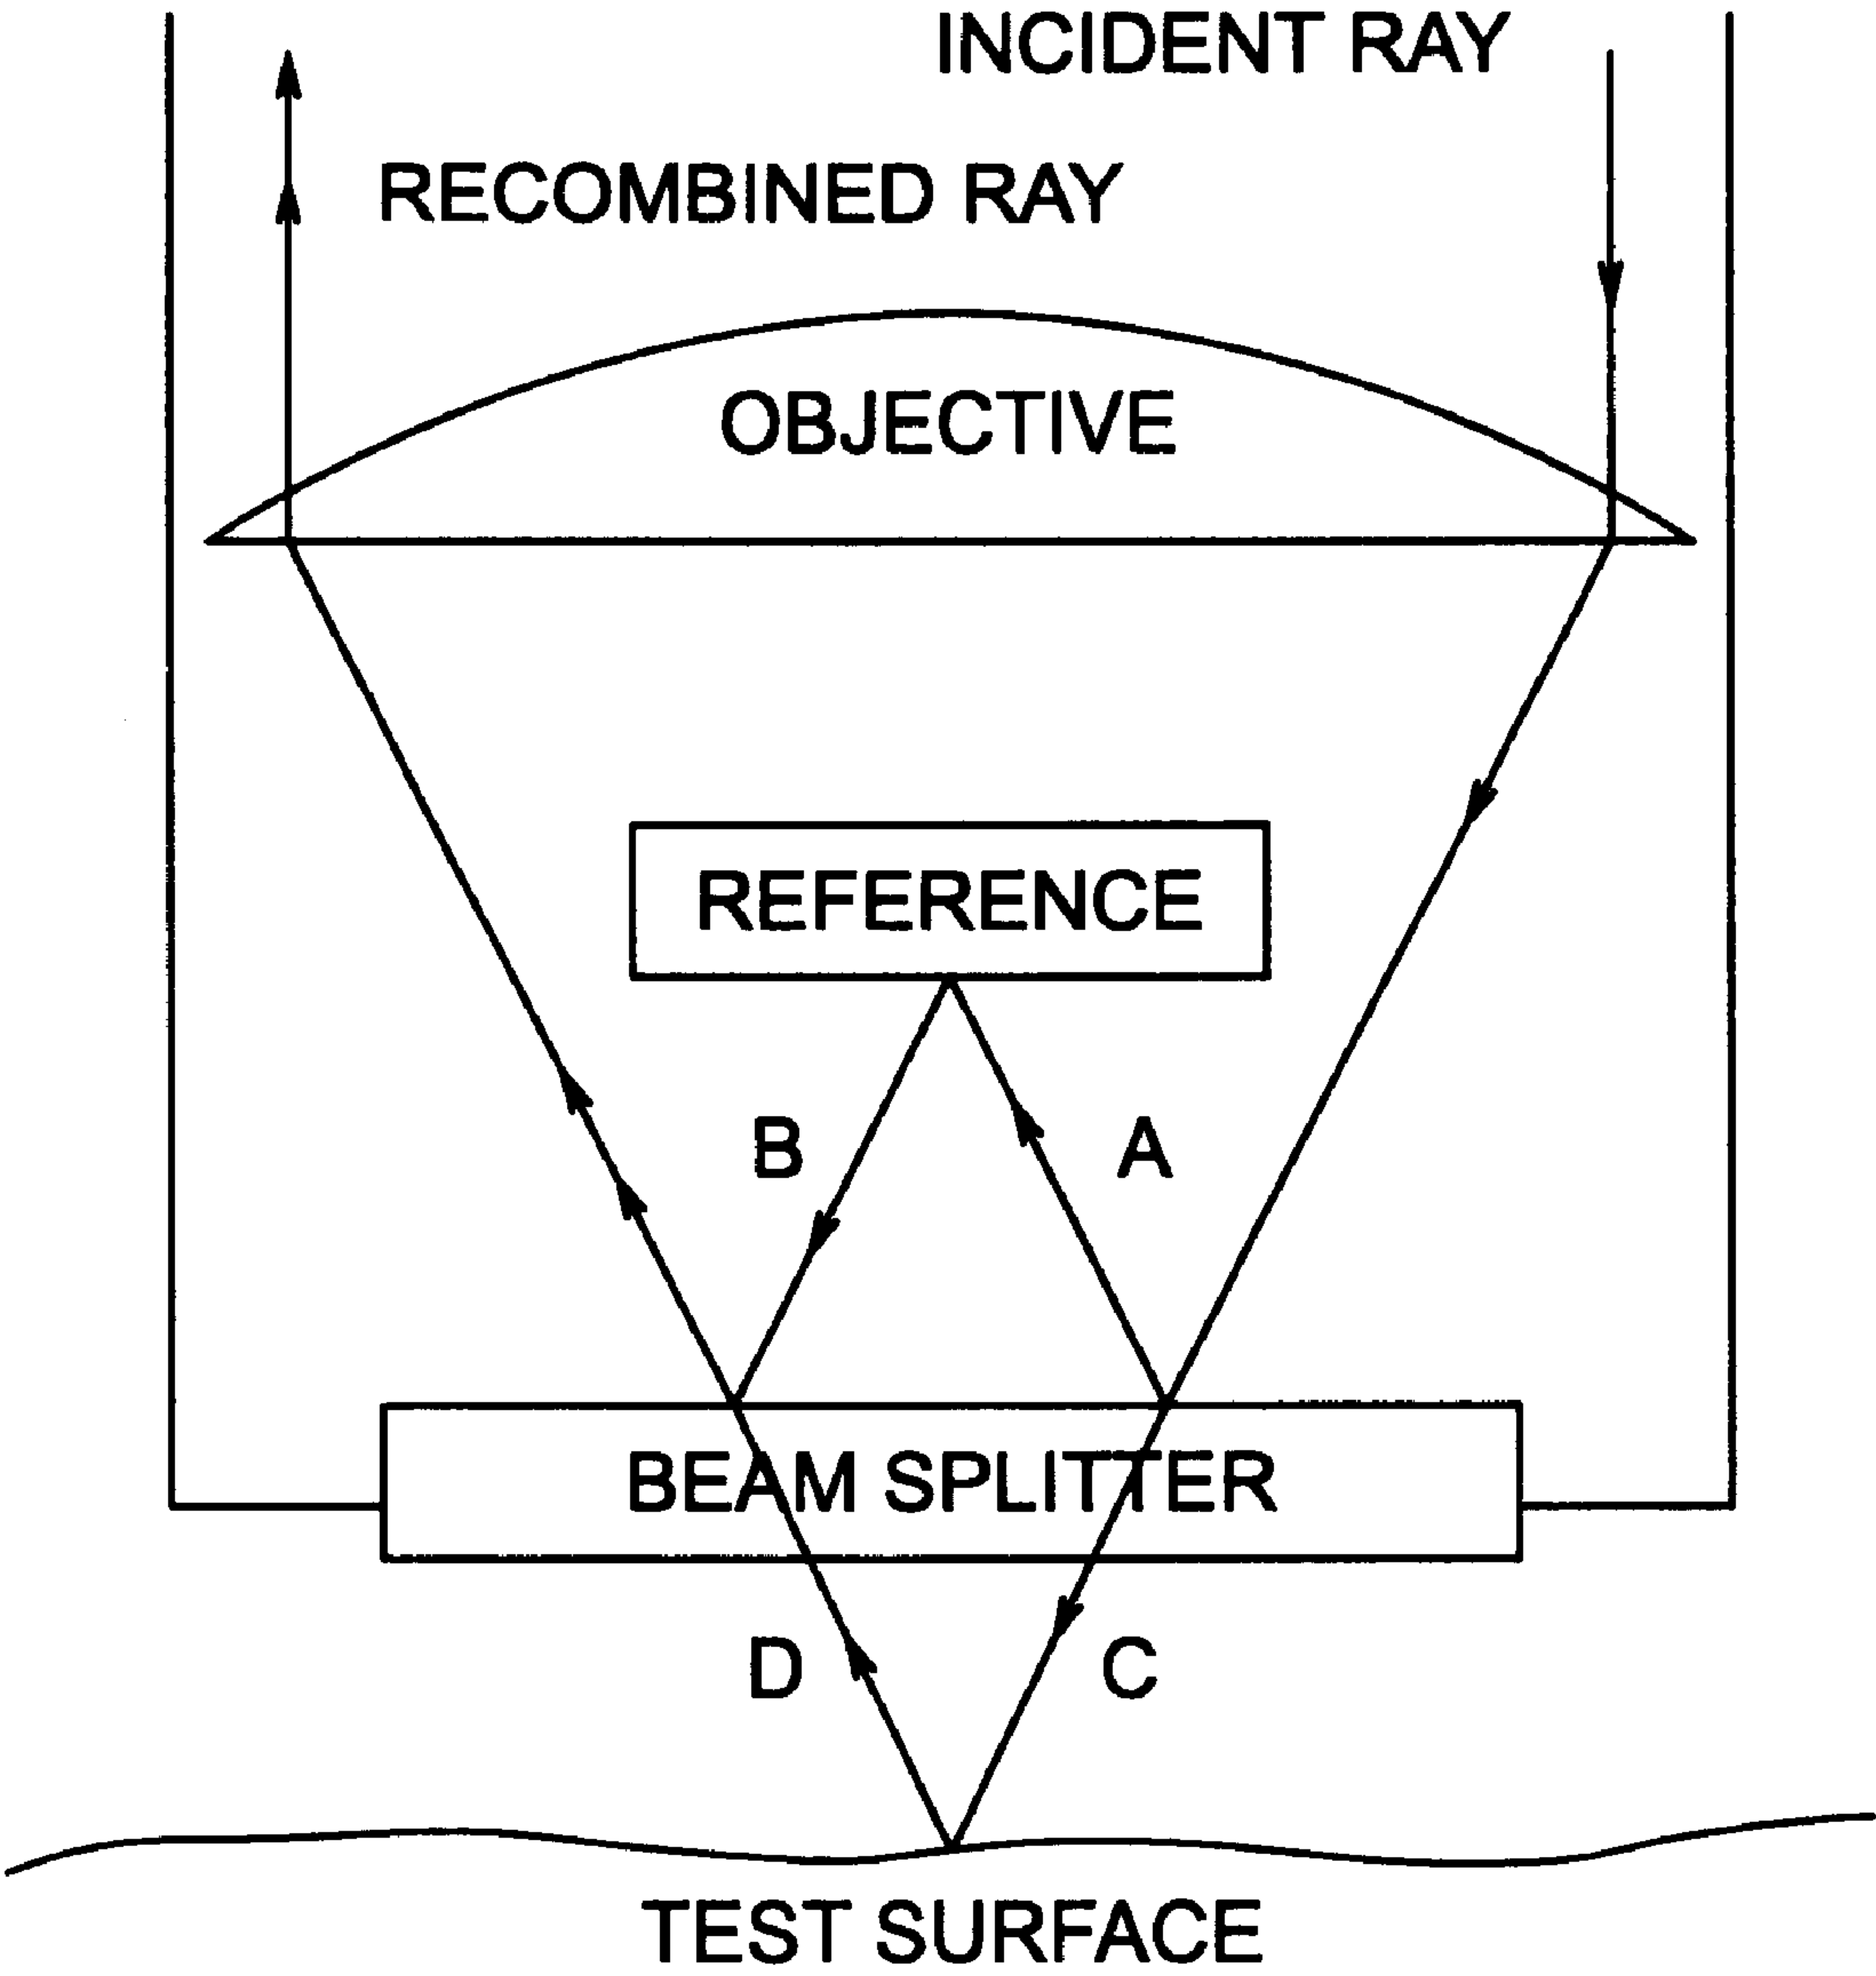 INCIDENT RAY
RECOMBINED RAY
OBJECTIVE
REFERENCE
B A
BEAM SPLITTER
D C
TEST SURFACE